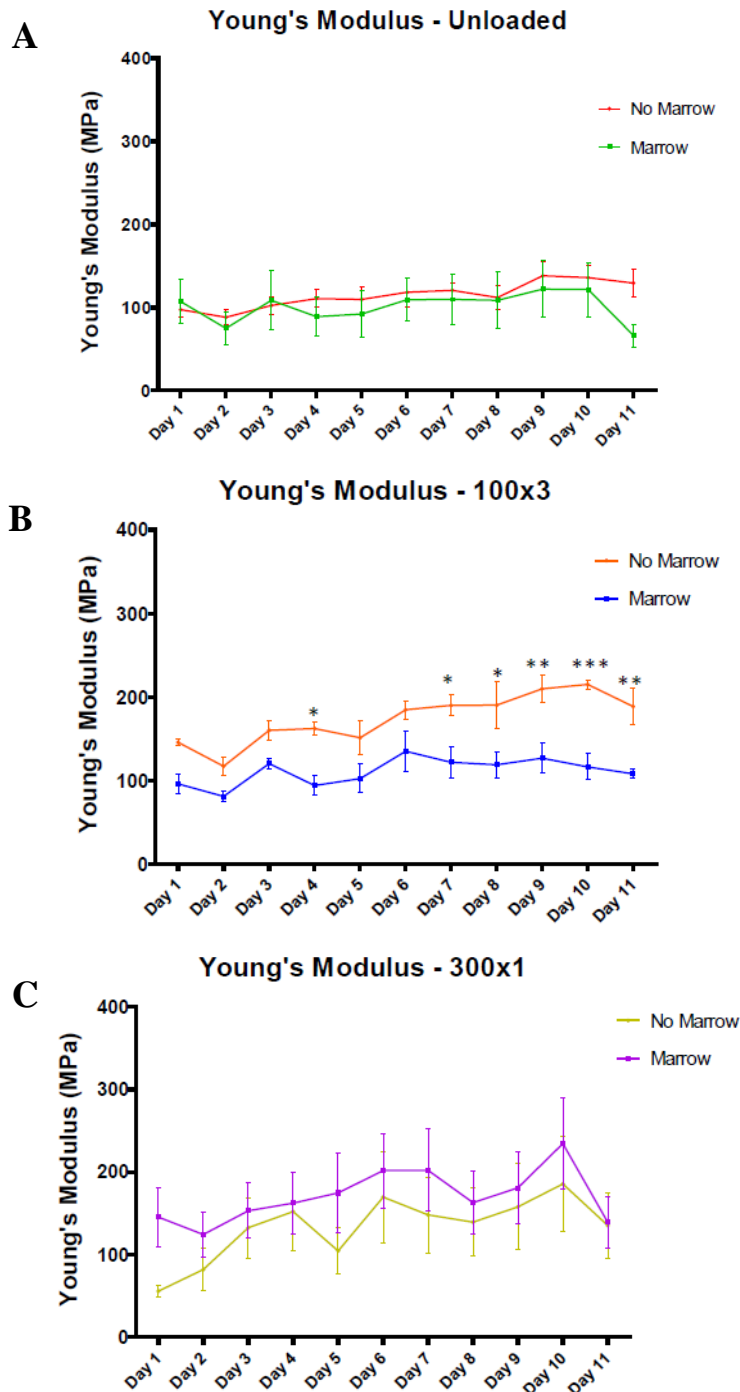 A
Young's Modulus - Unloaded
Young's Modulus (MPa)
400
300
200
100
0
No Marrow
Marrow
Day 1 Day 2 Day 3 Day 4 Day 5 Day 6 Day 7 Day 8 Day 9 Day 10 Day 11
B
Young's Modulus - 100x3
Young's Modulus (MPa)
400
300
200
100
0
No Marrow
Marrow
* * * ** *** **
Day 1 Day 2 Day 3 Day 4 Day 5 Day 6 Day 7 Day 8 Day 9 Day 10 Day 11
C
Young's Modulus - 300x1
Young's Modulus (MPa)
400
300
200
100
0
No Marrow
Marrow
Day 1 Day 2 Day 3 Day 4 Day 5 Day 6 Day 7 Day 8 Day 9 Day 10 Day 11